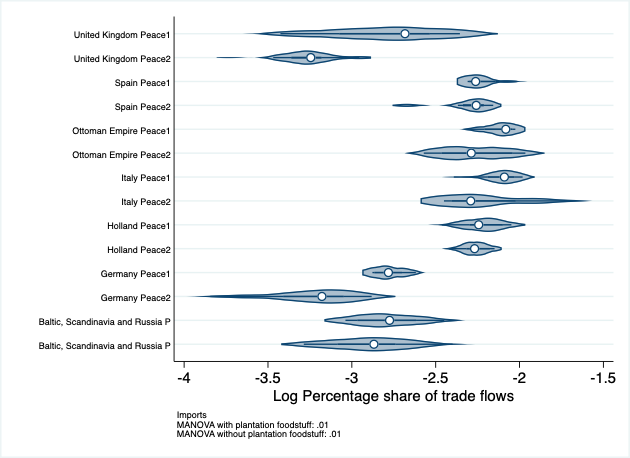 United Kingdom Peace1
United Kingdom Peace2
Spain Peace1
Spain Peace2
Ottoman Empire Peace1
Ottoman Empire Peace2
Italy Peace1
Italy Peace2
Holland Peace1
Holland Peace2
Germany Peace1
Germany Peace2
Baltic, Scandinavia and Russia P
Baltic, Scandinavia and Russia P
-4 -3.5 -3 -2.5 -2 -1.5
Log Percentage share of trade flows
Imports
MANOVA with plantation foodstuff: .01
MANOVA without plantation foodstuff: .01